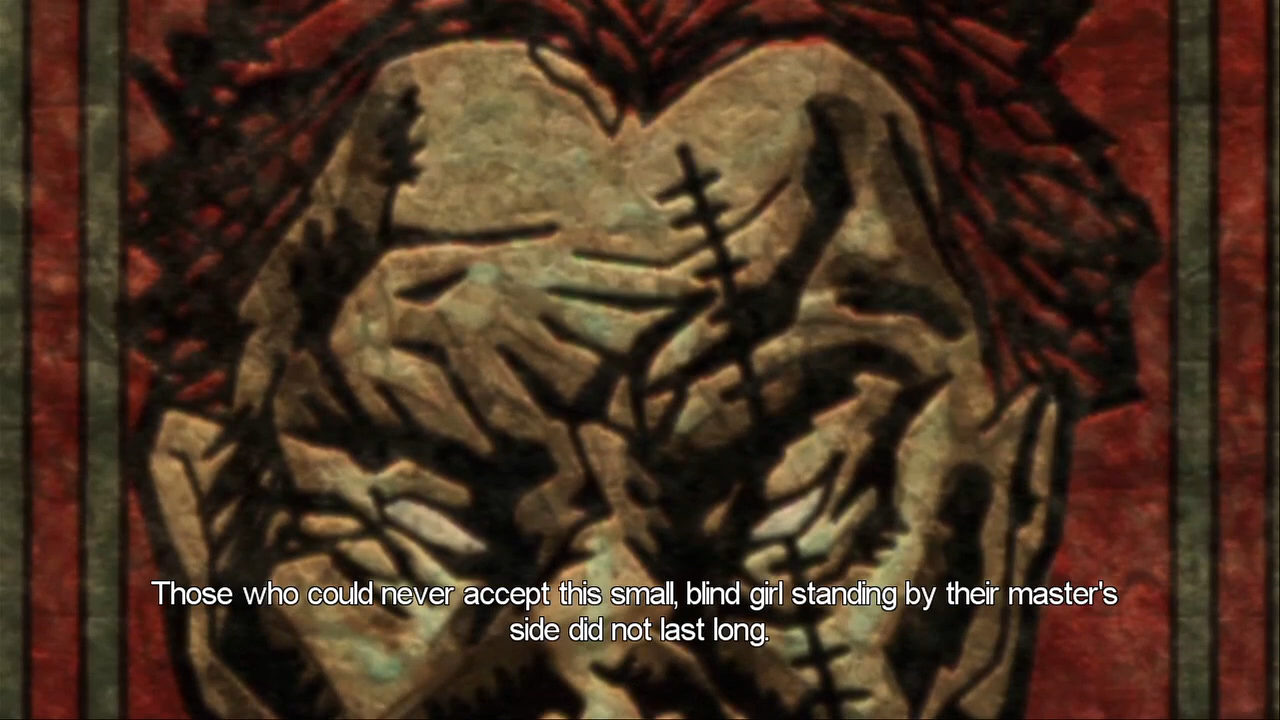 Those who could never accept this small, blind girl standing by their master's
side did not last long.